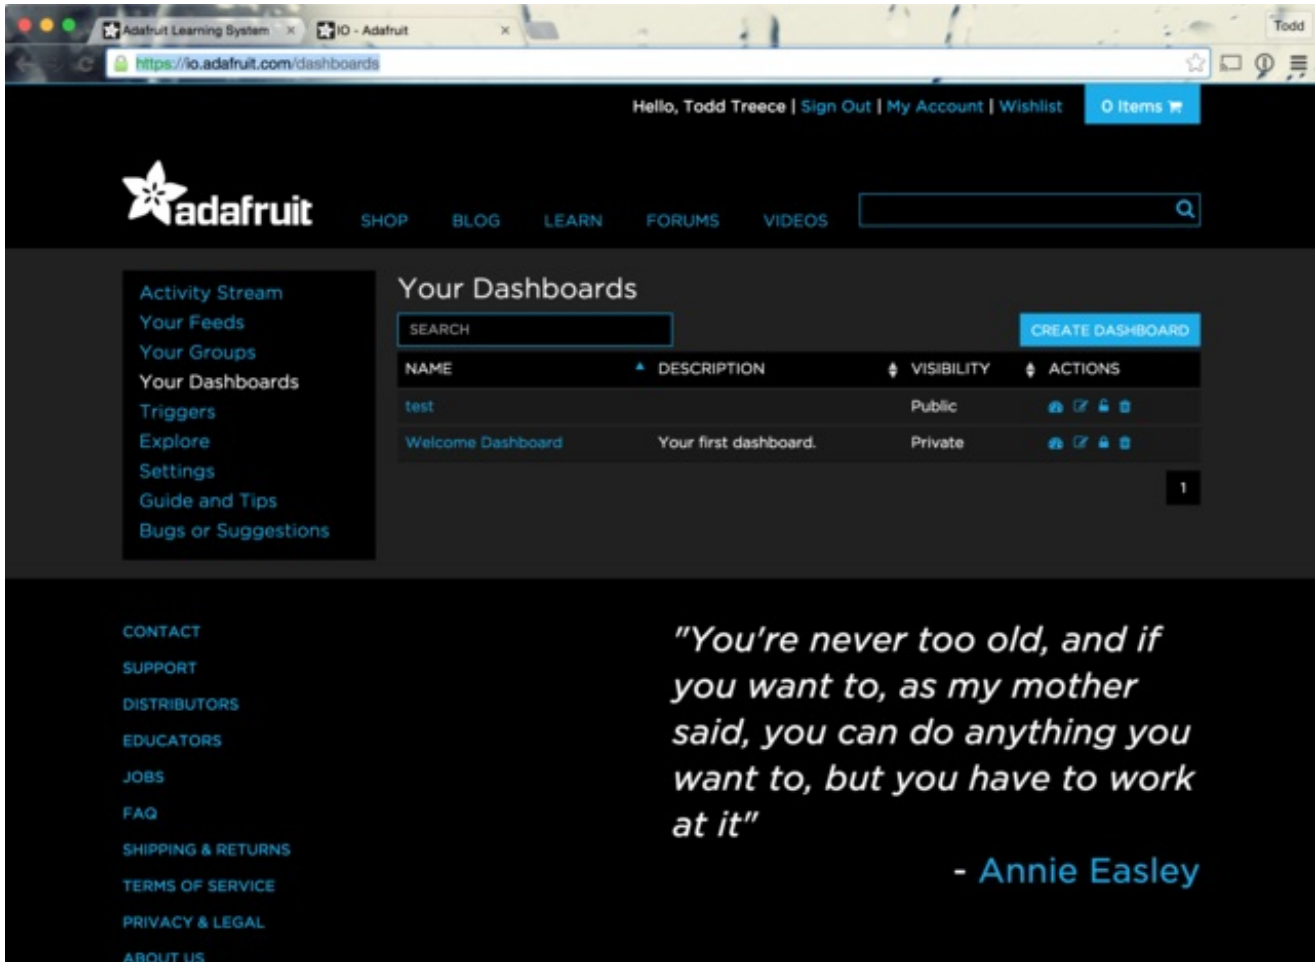 Adafruit Learning System
IO - Adafruit
Todd
https://io.adafruit.com/dashboards
Hello, Todd Treece | Sign Out | My Account | Wishlist
0 Items
adafruit
SHOP BLOG LEARN FORUMS VIDEOS
Activity Stream
Your Feeds
Your Groups
Your Dashboards
Triggers
Explore
Settings
Guide and Tips
Bugs or Suggestions
Your Dashboards
SEARCH
CREATE DASHBOARD
NAME DESCRIPTION VISIBILITY ACTIONS
test Public
Welcome Dashboard Your first dashboard. Private
1
CONTACT
SUPPORT
DISTRIBUTORS
EDUCATORS
JOBS
FAQ
SHIPPING & RETURNS
TERMS OF SERVICE
PRIVACY & LEGAL
ABOUT US
"You're never too old, and if
you want to, as my mother
said, you can do anything you
want to, but you have to work
at it"
- Annie Easley